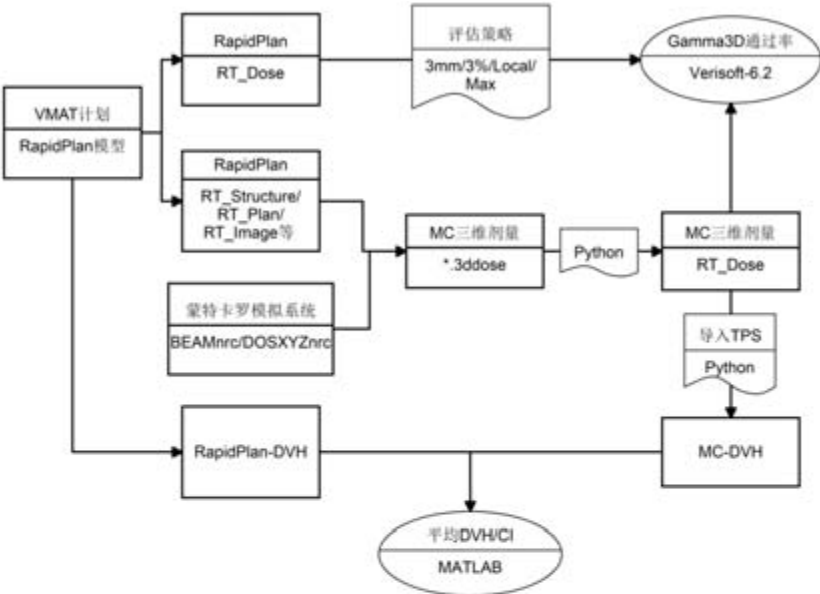 RapidPlan
RT_Dose
评估策略
3mm/3%/Local/
Max
Gamma3D通过率
Verisoft-6.2
VMAT计划
RapidPlan模型
RapidPlan
RT_Structure/
RT_Plan/
RT_Image等
MC三维剂量
*.3ddose
Python
MC三维剂量
RT_Dose
蒙特卡罗模拟系统
BEAMnrc/DOSXYZnrc
导入TPS
Python
RapidPlan-DVH
MC-DVH
平均DVH/CI
MATLAB